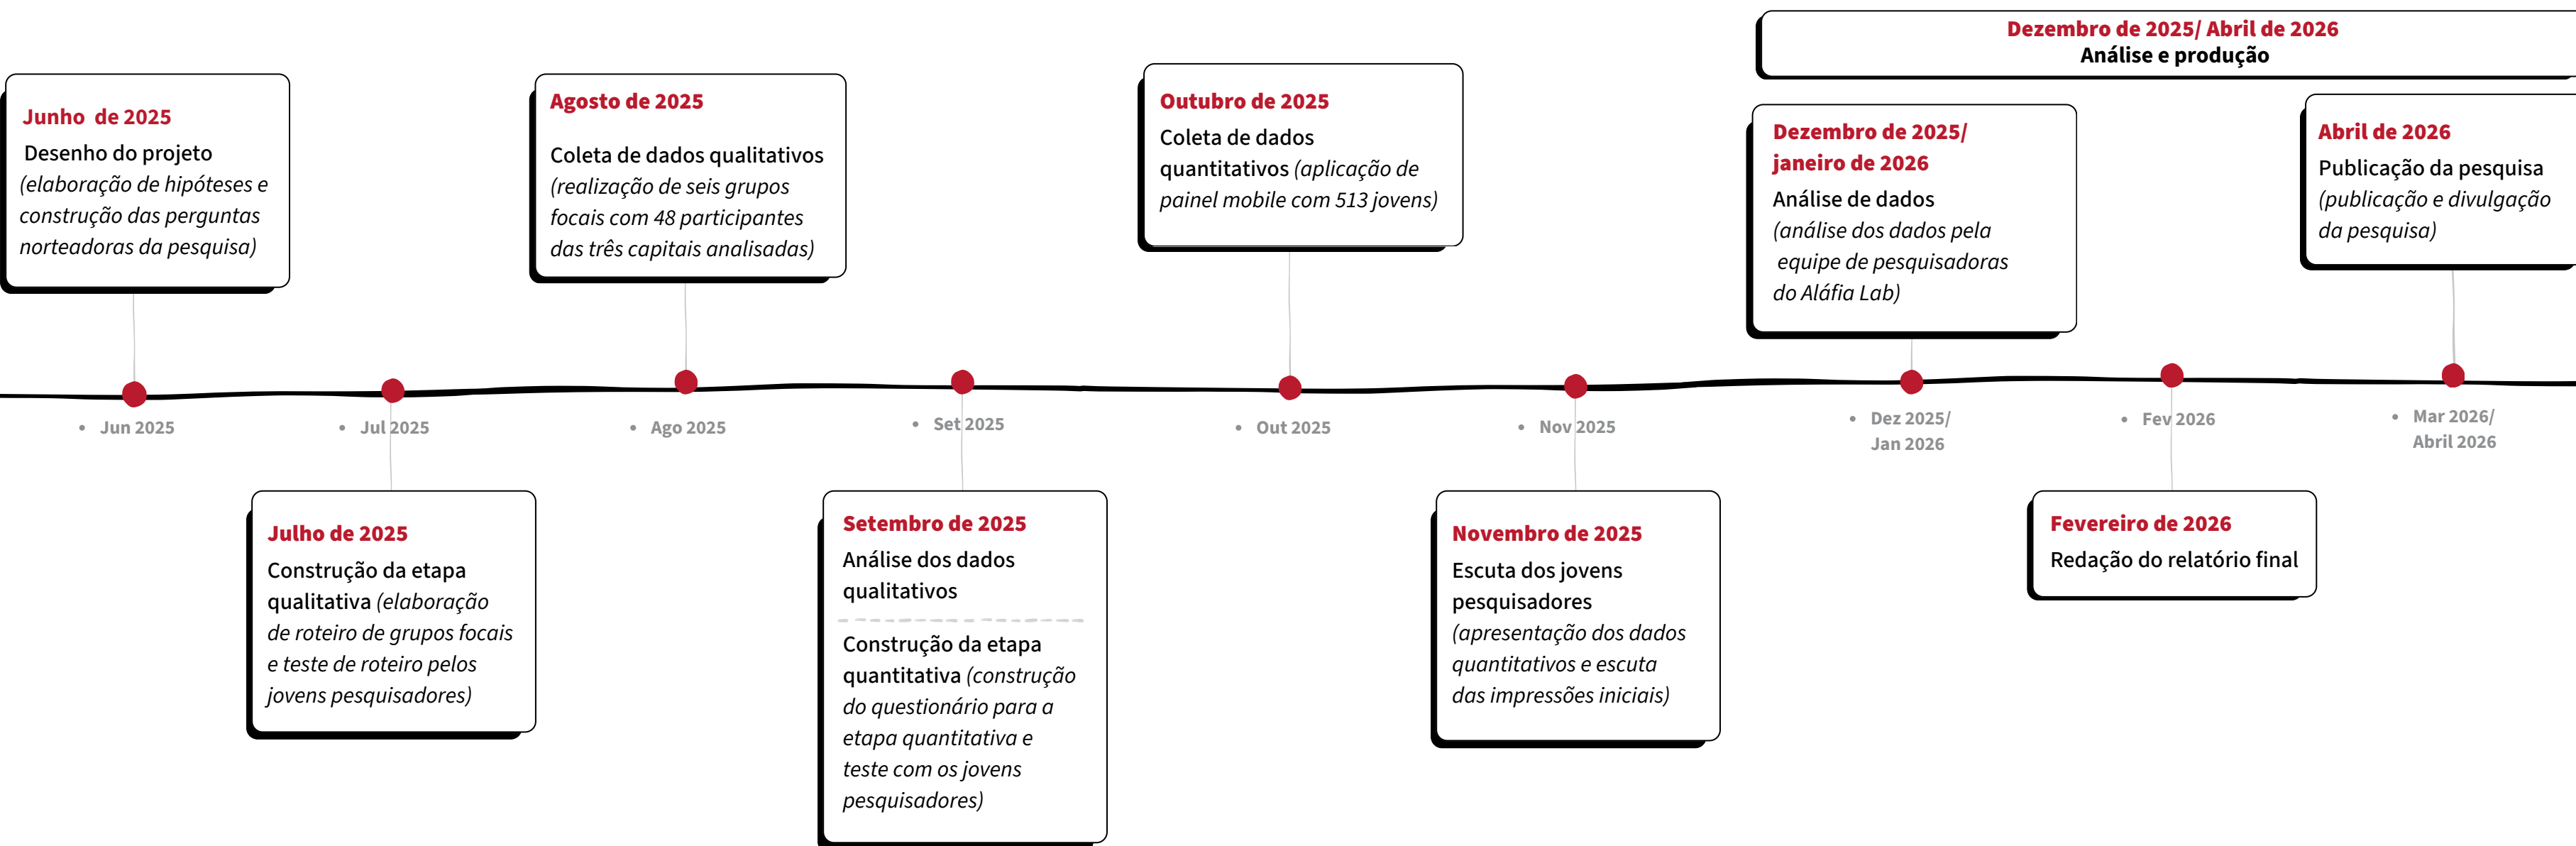 Dezembro de 2025/ Abril de 2026
Análise e produção
Junho de 2025
Desenho do projeto
(elaboração de hipóteses e
construção das perguntas
norteadoras da pesquisa)
Agosto de 2025
Coleta de dados qualitativos
(realização de seis grupos
focais com 48 participantes
das três capitais analisadas)
Outubro de 2025
Coleta de dados
quantitativos (aplicação de
painel mobile com 513 jovens)
Dezembro de 2025/
janeiro de 2026
Análise de dados
(análise dos dados pela
equipe de pesquisadoras
do Aláfia Lab)
Abril de 2026
Publicação da pesquisa
(publicação e divulgação
da pesquisa)
• Jun 2025
• Jul 2025
• Ago 2025
• Set 2025
• Out 2025
• Nov 2025
• Dez 2025/
Jan 2026
• Fev 2026
• Mar 2026/
Abril 2026
Julho de 2025
Construção da etapa
qualitativa (elaboração
de roteiro de grupos focais
e teste de roteiro pelos
jovens pesquisadores)
Setembro de 2025
Análise dos dados
qualitativos
Construção da etapa
quantitativa (construção
do questionário para a
etapa quantitativa e
teste com os jovens
pesquisadores)
Novembro de 2025
Escuta dos jovens
pesquisadores
(apresentação dos dados
quantitativos e escuta
das impressões iniciais)
Fevereiro de 2026
Redação do relatório final